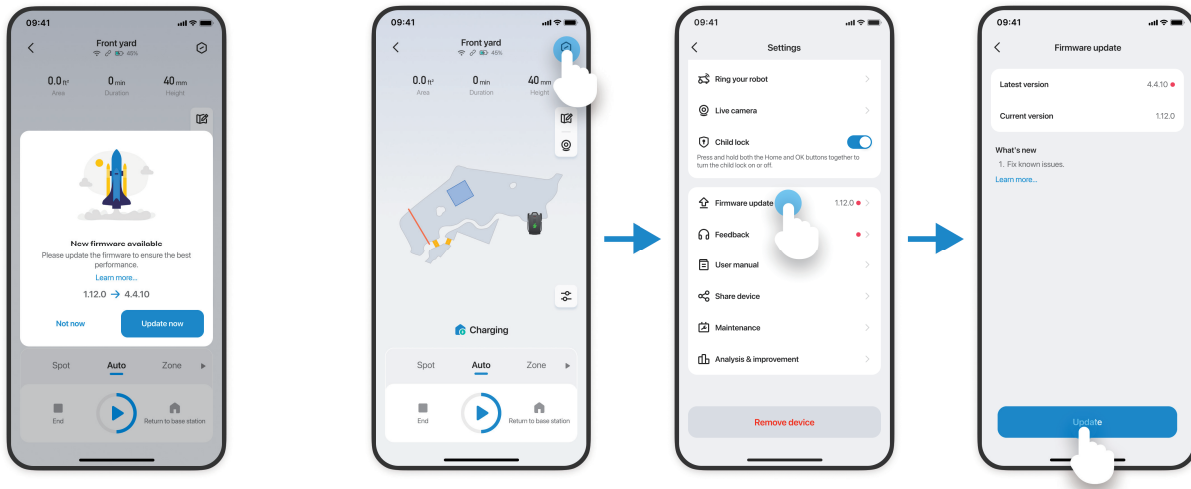 09:41
Front yard
45%
0.0 ft²
0 min
40 mm
Area
Duration
Height
New firmware available
Please update the firmware to ensure the best
performance.
Learn more...
1.12.0 → 4.4.10
Not now
Update now
Spot
Auto
Zone
End
Return to base station
09:41
Front yard
45%
0.0 ft²
0 min
40 mm
Area
Duration
Height
Charging
Spot
Auto
Zone
End
Return to base station
09:41
Settings
Ring your robot
Live camera
Child lock
Press and hold both the Home and OK buttons together to
turn the child lock on or off.
Firmware update
1.12.0
Feedback
User manual
Share device
Maintenance
Analysis & improvement
Remove device
09:41
Firmware update
Latest version
4.4.10
Current version
1.12.0
What's new
1. Fix known issues.
Learn more...
Update